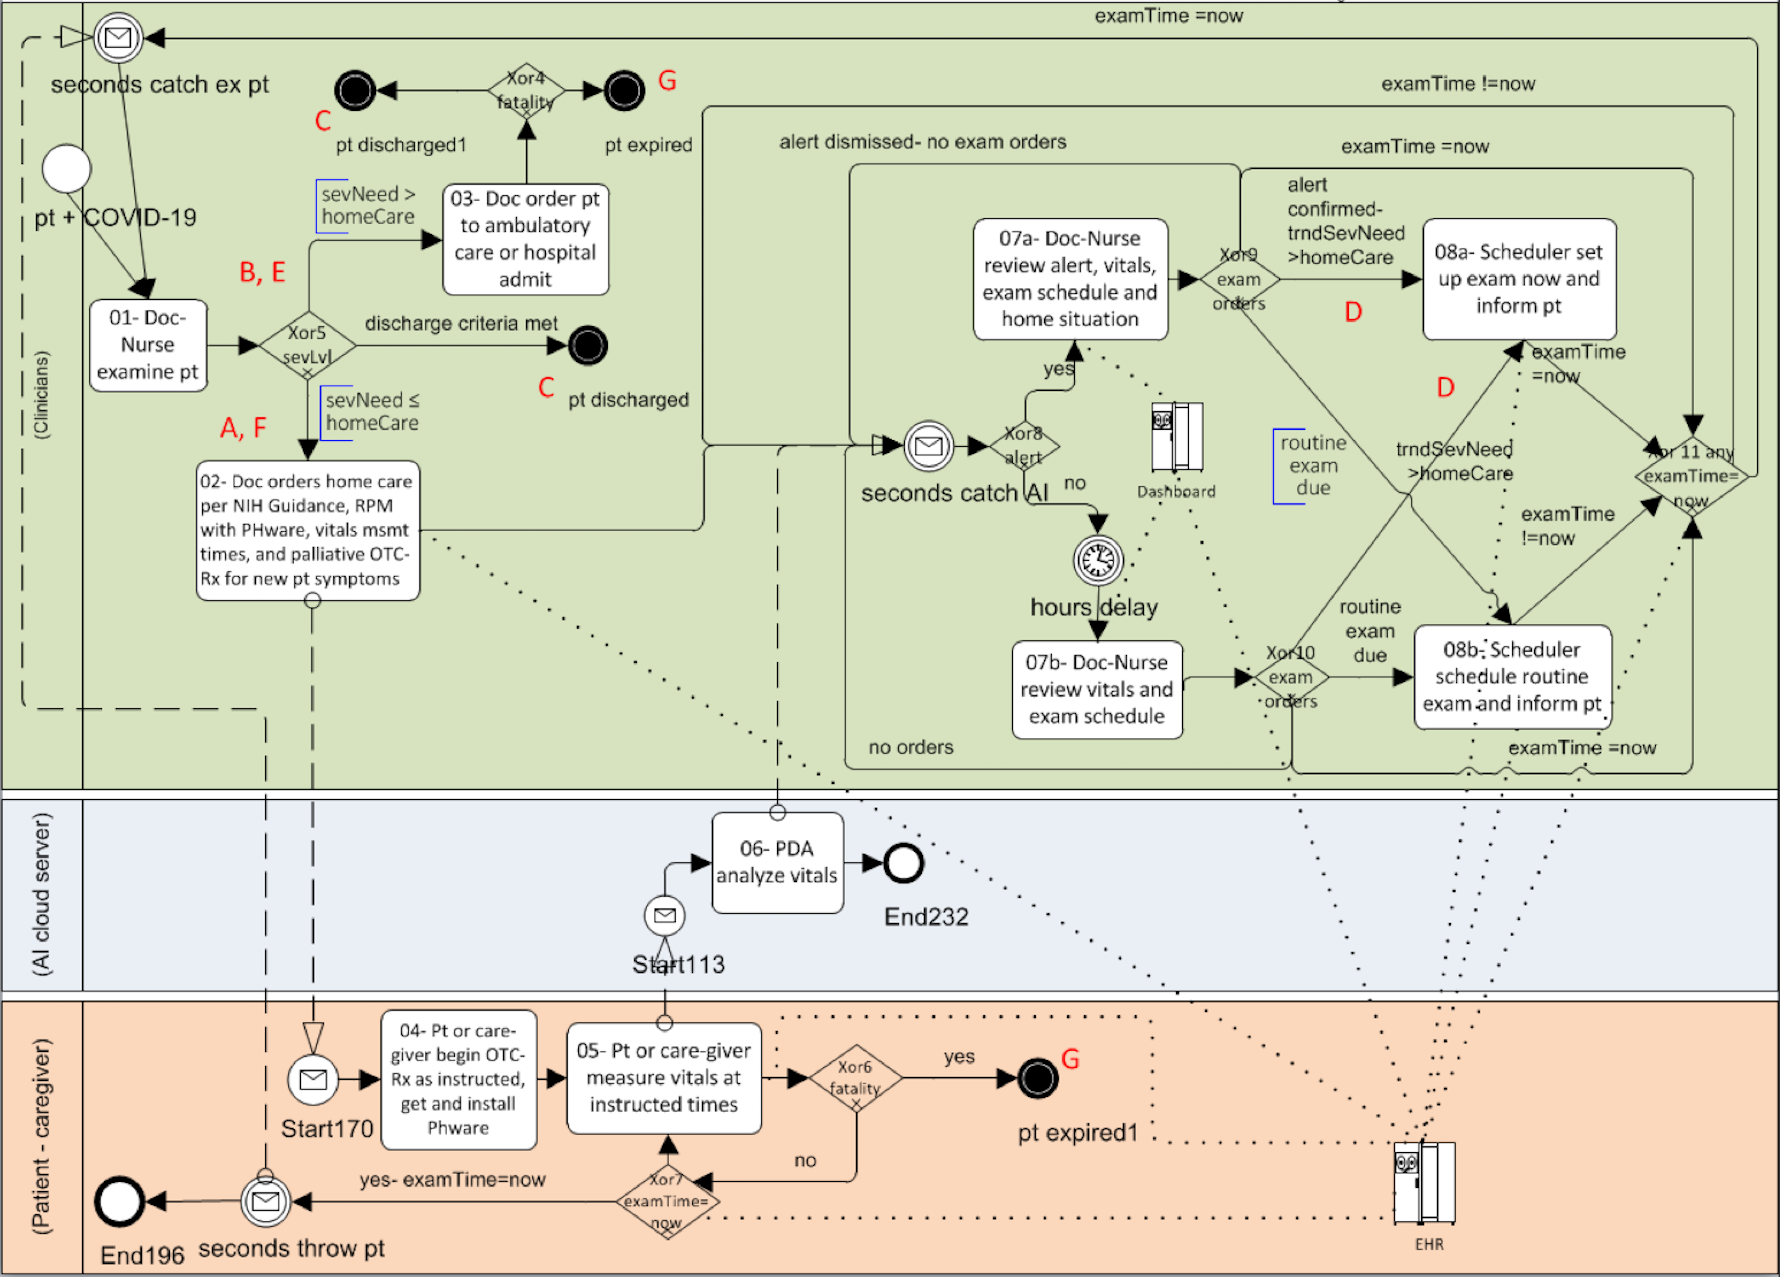 examTime =now
seconds catch ex pt
Xor4
fatality
G
C
pt discharged1
pt expired
examTime !=now
alert dismissed- no exam orders
examTime =now
pt + COVID-19
sevNeed >
homeCare
03- Doc order pt
to ambulatory
care or hospital
admit
B, E
01- Doc-
Nurse
examine pt
Xor5
sevLvl
discharge criteria met
C
pt discharged
A, F
sevNeed ≤
homeCare
(Clinicians)
02- Doc orders home care
per NIH Guidance, RPM
with PHware, vitals msmt
times, and palliative OTC-
Rx for new pt symptoms
07a- Doc-Nurse
review alert, vitals,
exam schedule and
home situation
Xor9
exam
orders
alert
confirmed-
trndSevNeed
>homeCare
D
08a- Scheduler set
up exam now and
inform pt
examTime
=now
D
yes
Xor8
alert
seconds catch AI
no
Dashboard
routine
exam
due
trndSevNeed
>homeCare
Xor 11 any
examTime=
now
examTime
!=now
hours delay
07b- Doc-Nurse
review vitals and
exam schedule
Xor10
exam
orders
routine
exam
due
08b- Scheduler
schedule routine
exam and inform pt
no orders
examTime =now
(AI cloud server)
06- PDA
analyze vitals
End232
Start113
(Patient - caregiver)
Start170
04- Pt or care-
giver begin OTC-
Rx as instructed,
get and install
Phware
05- Pt or care-giver
measure vitals at
instructed times
Xor6
fatality
yes
G
pt expired1
no
Xor7
examTime=
now
yes- examTime=now
seconds throw pt
End196
EHR